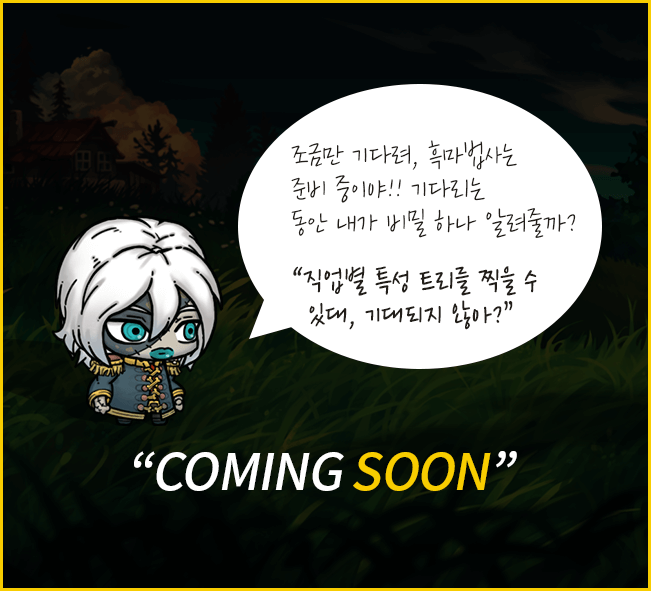 조금만 기다려, 흑마법사는
준비 중이야!! 기다리는
동안 내가 비밀 하나 알려줄까?
“직업별 특성 트리를 찍을 수
있대, 기대되지 않아?”
“COMING SOON”